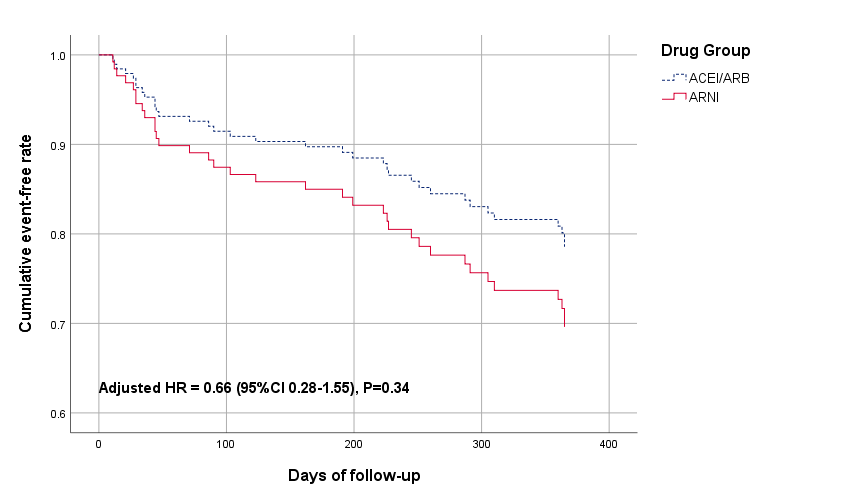 Drug Group
ACEI/ARB
ARNI
Cumulative event-free rate
1.0
0.9
0.8
0.7
0.6
Adjusted HR = 0.66 (95%CI 0.28-1.55), P=0.34
0 100 200 300 400
Days of follow-up